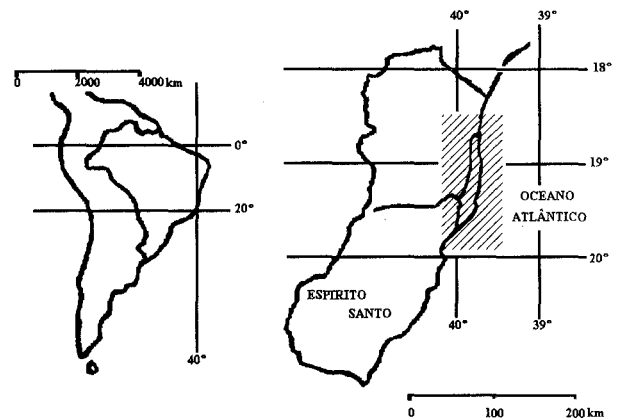 0 2000 4000 km
0°
20°
40°
40° 39°
18°
19°
OCEANO
ATLÂNTICO
20°
ESPIRITO
SANTO
40° 39°
0 100 200 km